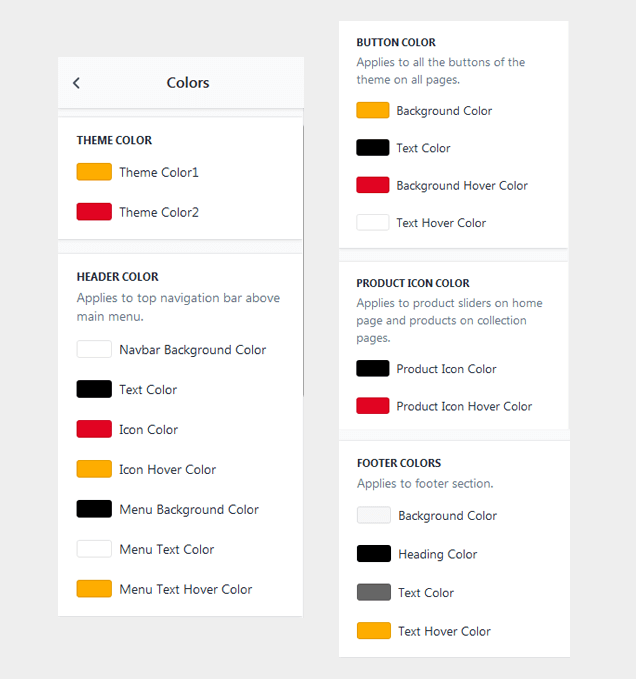 Colors
THEME COLOR
Theme Color1
Theme Color2
HEADER COLOR
Applies to top navigation bar above
main menu.
Navbar Background Color
Text Color
Icon Color
Icon Hover Color
Menu Background Color
Menu Text Color
Menu Text Hover Color
BUTTON COLOR
Applies to all the buttons of the
theme on all pages.
Background Color
Text Color
Background Hover Color
Text Hover Color
PRODUCT ICON COLOR
Applies to product sliders on home
page and products on collection
pages.
Product Icon Color
Product Icon Hover Color
FOOTER COLORS
Applies to footer section.
Background Color
Heading Color
Text Color
Text Hover Color